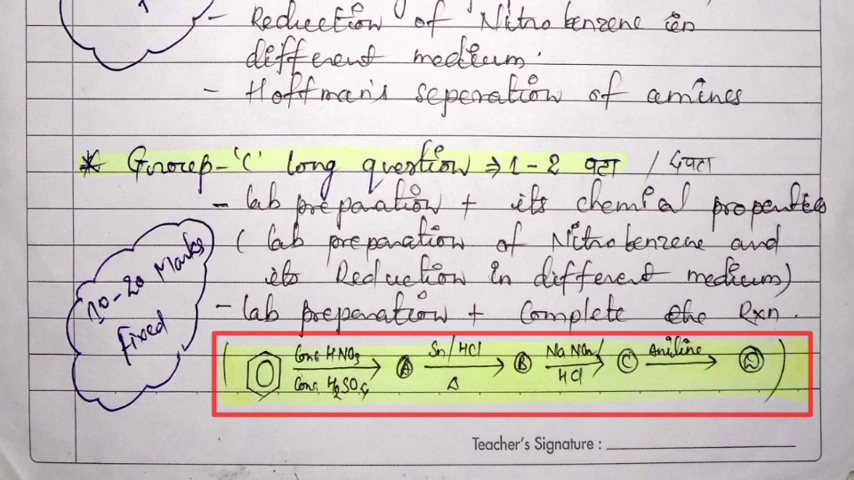 - Reduction of Nitrobenzene in
different medium.
- Hoffman's seperation of amines
* Group-'C' long question ⇒ 1-2 वटा / 4वटा
- lab preparation + its chemical properties
( lab preparation of Nitrobenzene and
its Reduction in different medium)
- lab preparation + Complete the Rxn.
10-20 Marks
fixed
( Conc HNO3 / Conc. H2SO4 → A Sn/HCl / Δ → B NaNO2/ HCl → C Aniline → D )
Teacher's Signature :